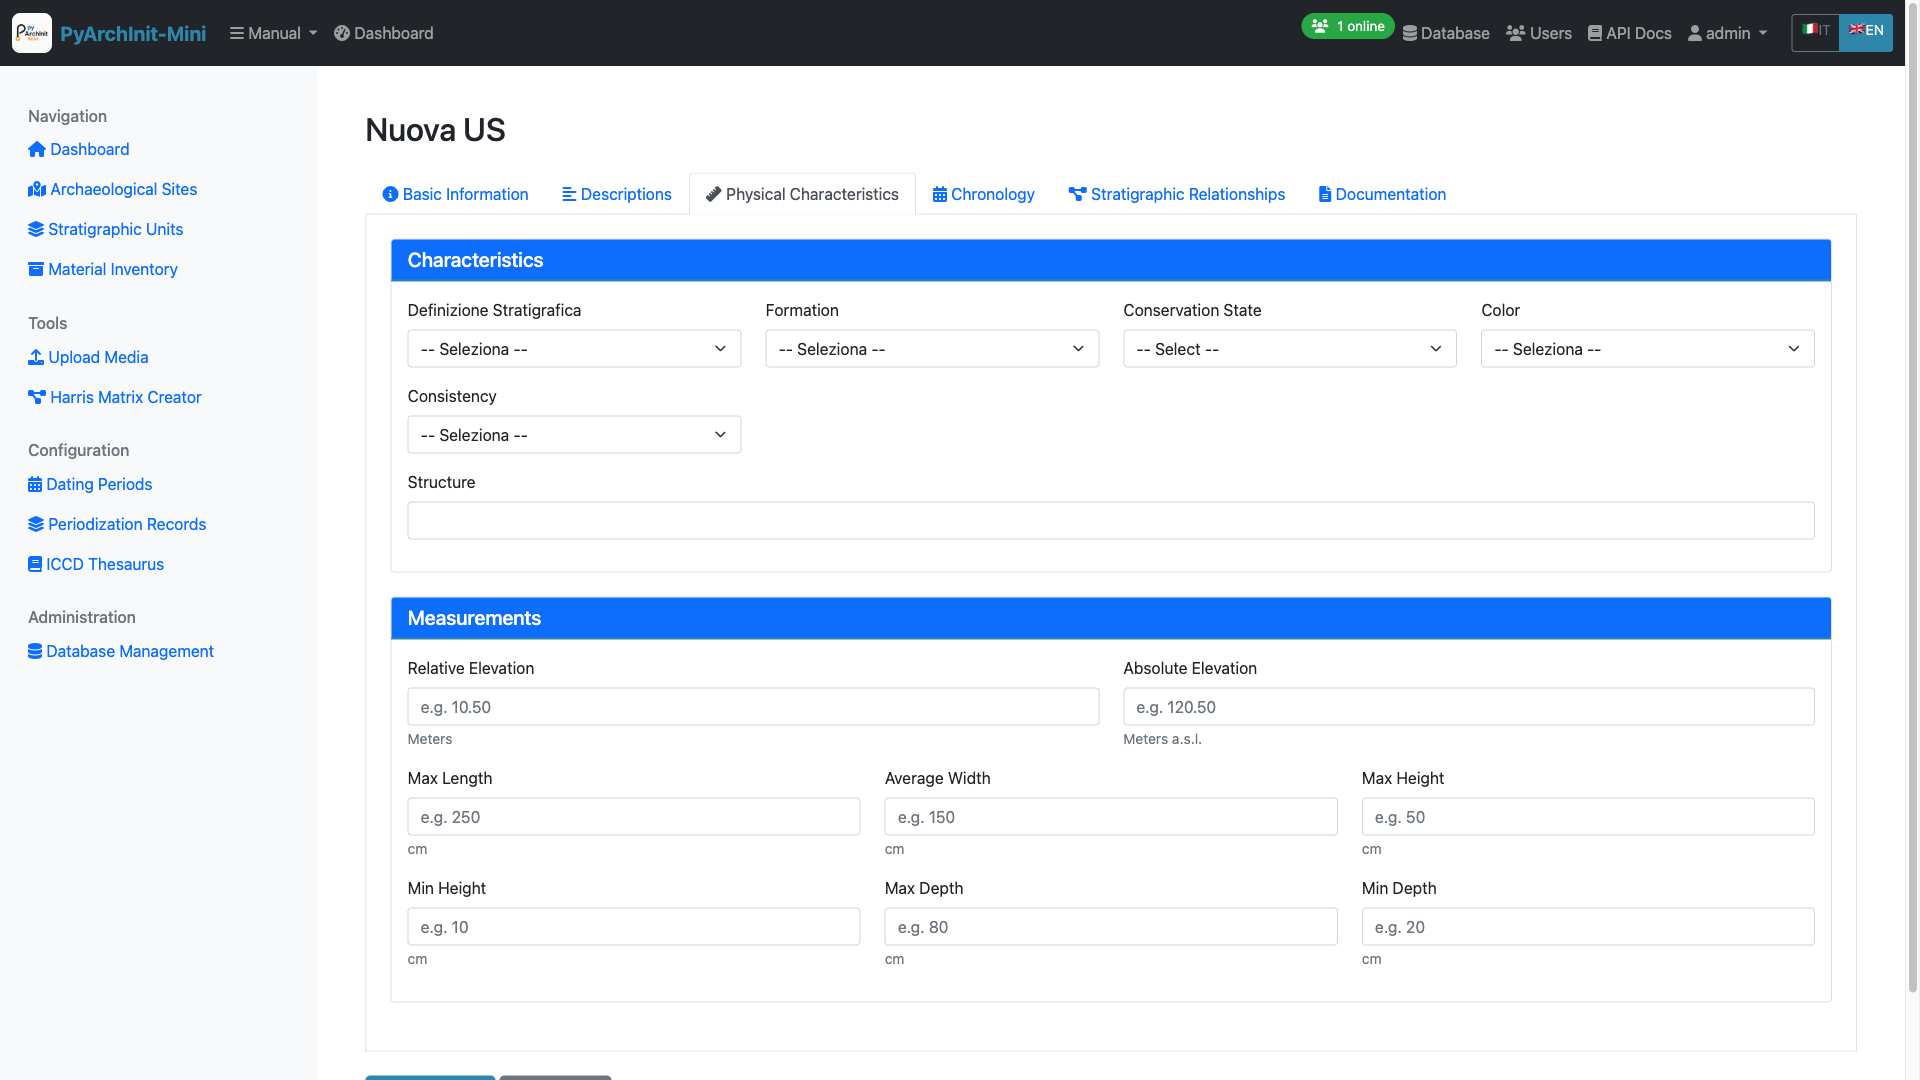 PyArchInit-Mini
Manual
Dashboard
1 online
Database
Users
API Docs
admin
IT
EN
Navigation
Dashboard
Archaeological Sites
Stratigraphic Units
Material Inventory
Tools
Upload Media
Harris Matrix Creator
Configuration
Dating Periods
Periodization Records
ICCD Thesaurus
Administration
Database Management
Nuova US
Basic Information
Descriptions
Physical Characteristics
Chronology
Stratigraphic Relationships
Documentation
Characteristics
Definizione Stratigrafica
-- Seleziona --
Formation
-- Seleziona --
Conservation State
-- Select --
Color
-- Seleziona --
Consistency
-- Seleziona --
Structure
Measurements
Relative Elevation
e.g. 10.50
Meters
Absolute Elevation
e.g. 120.50
Meters a.s.l.
Max Length
e.g. 250
cm
Average Width
e.g. 150
cm
Max Height
e.g. 50
cm
Min Height
e.g. 10
cm
Max Depth
e.g. 80
cm
Min Depth
e.g. 20
cm